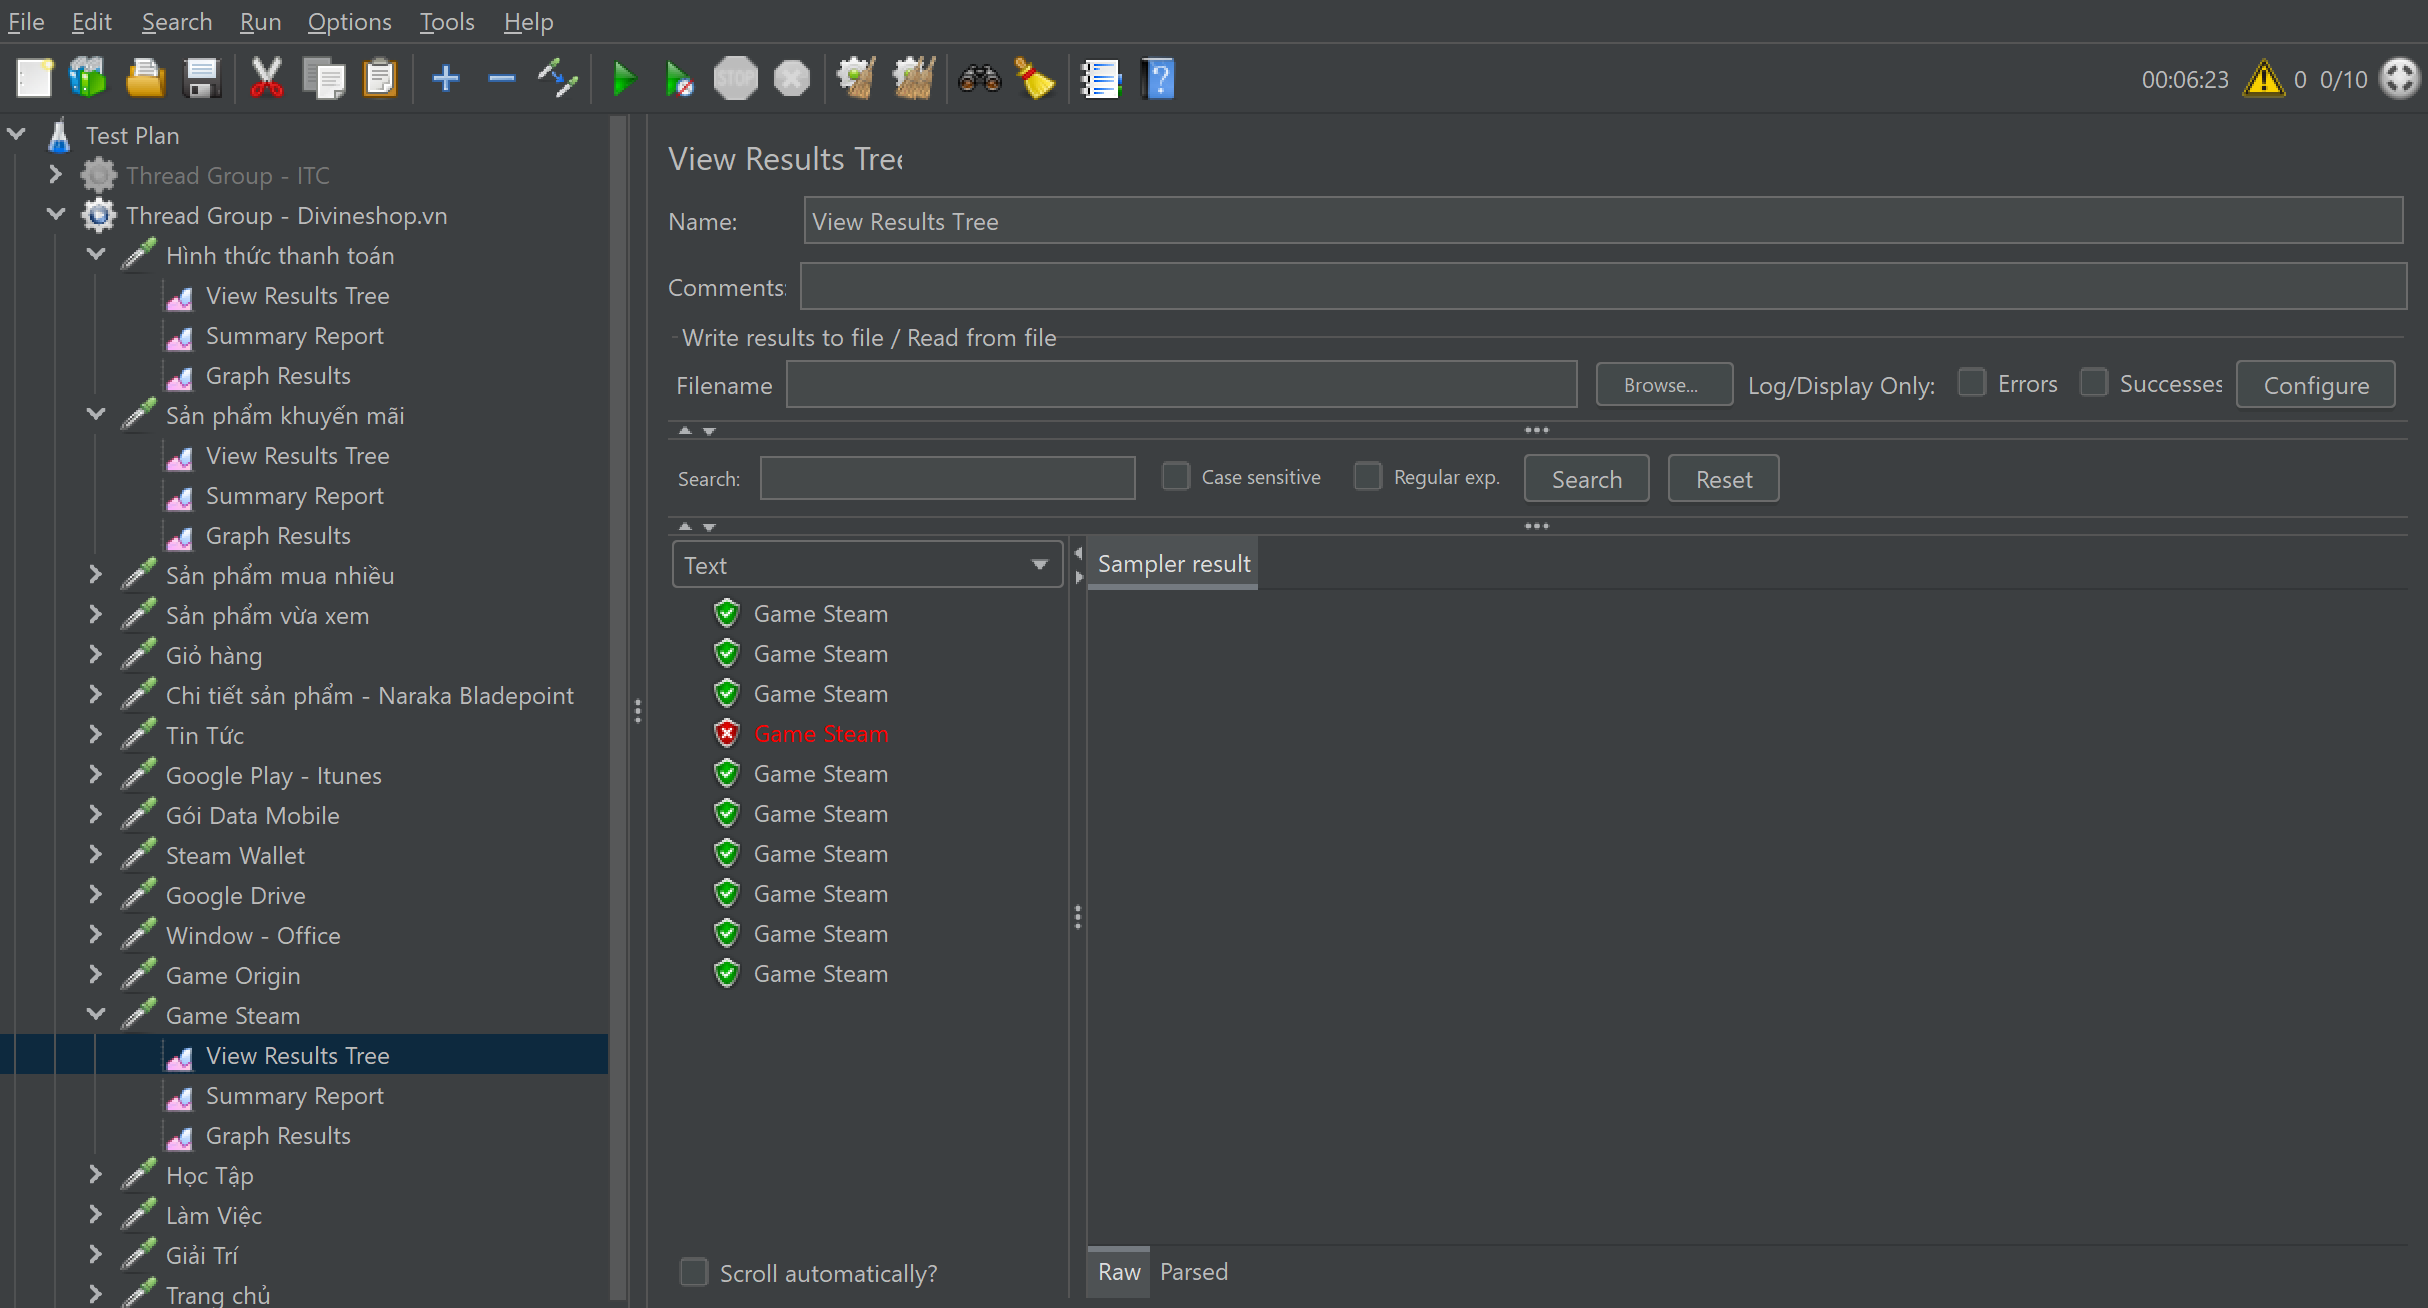 File Edit Search Run Options Tools Help
STOP
00:06:23 0 0/10
Test Plan
Thread Group - ITC
Thread Group - Divineshop.vn
Hình thức thanh toán
View Results Tree
Summary Report
Graph Results
Sản phẩm khuyến mãi
View Results Tree
Summary Report
Graph Results
Sản phẩm mua nhiều
Sản phẩm vừa xem
Giỏ hàng
Chi tiết sản phẩm - Naraka Bladepoint
Tin Tức
Google Play - Itunes
Gói Data Mobile
Steam Wallet
Google Drive
Window - Office
Game Origin
Game Steam
View Results Tree
Summary Report
Graph Results
Học Tập
Làm Việc
Giải Trí
Trang chủ
View Results Tree
Name: View Results Tree
Comments:
Write results to file / Read from file
Filename Browse... Log/Display Only: Errors Successes Configure
Search: Case sensitive Regular exp. Search Reset
Text
Game Steam
Game Steam
Game Steam
Game Steam
Game Steam
Game Steam
Game Steam
Game Steam
Game Steam
Game Steam
Scroll automatically?
Sampler result
Raw Parsed